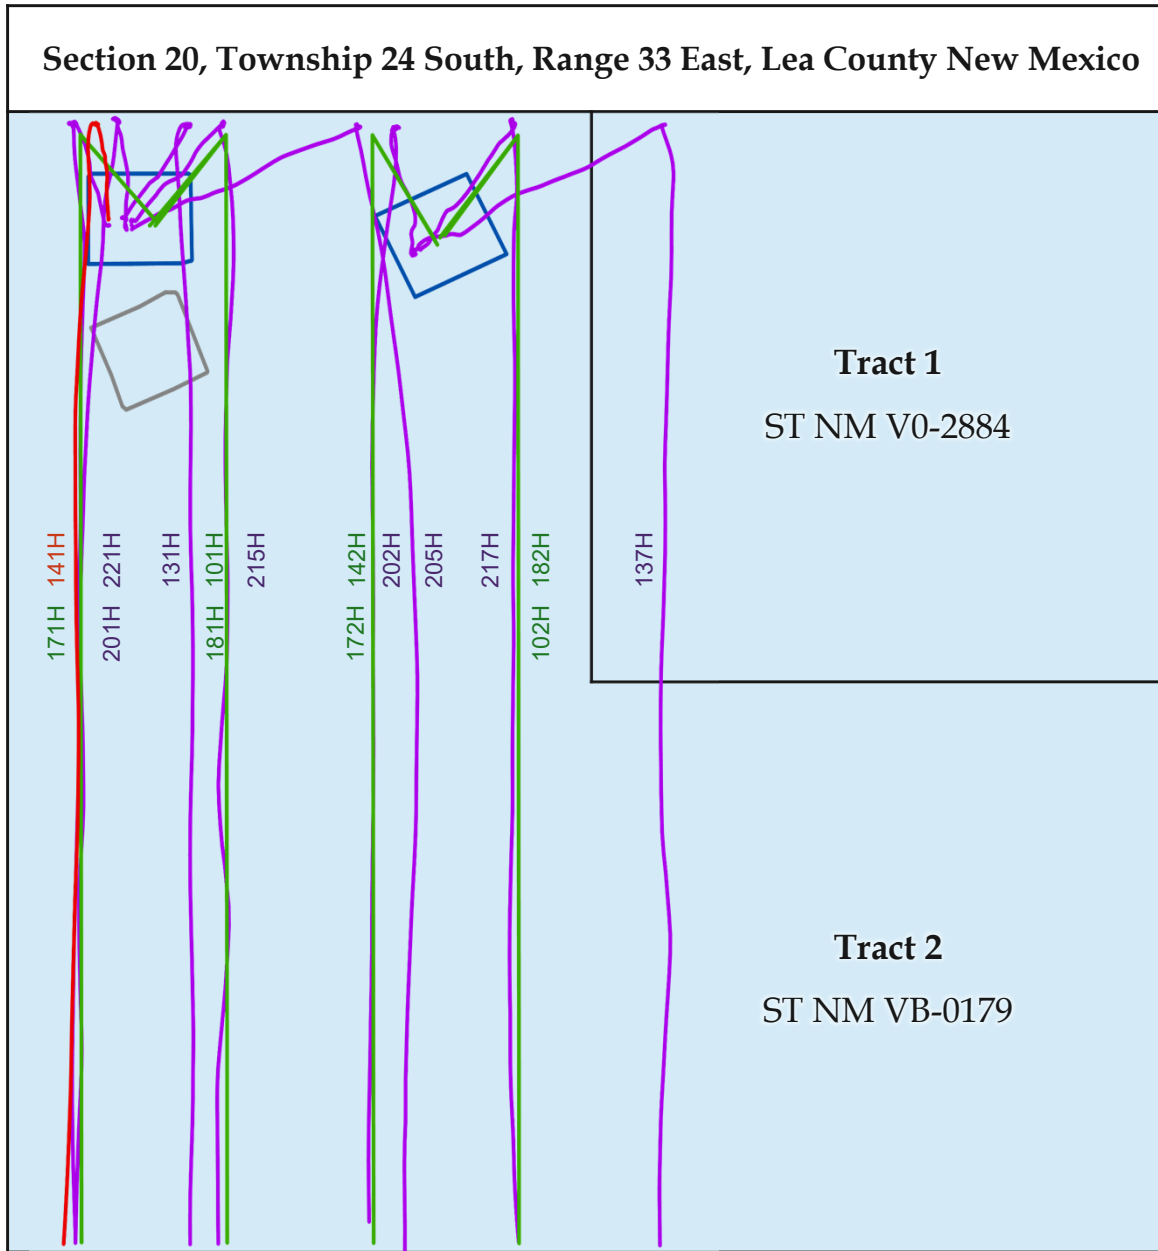 Section 20, Township 24 South, Range 33 East, Lea County New Mexico
Tract 1
ST NM V0-2884
171H 141H
201H 221H
131H
181H 101H
215H
172H 142H
202H
205H
217H
102H 182H
137H
Tract 2
ST NM VB-0179